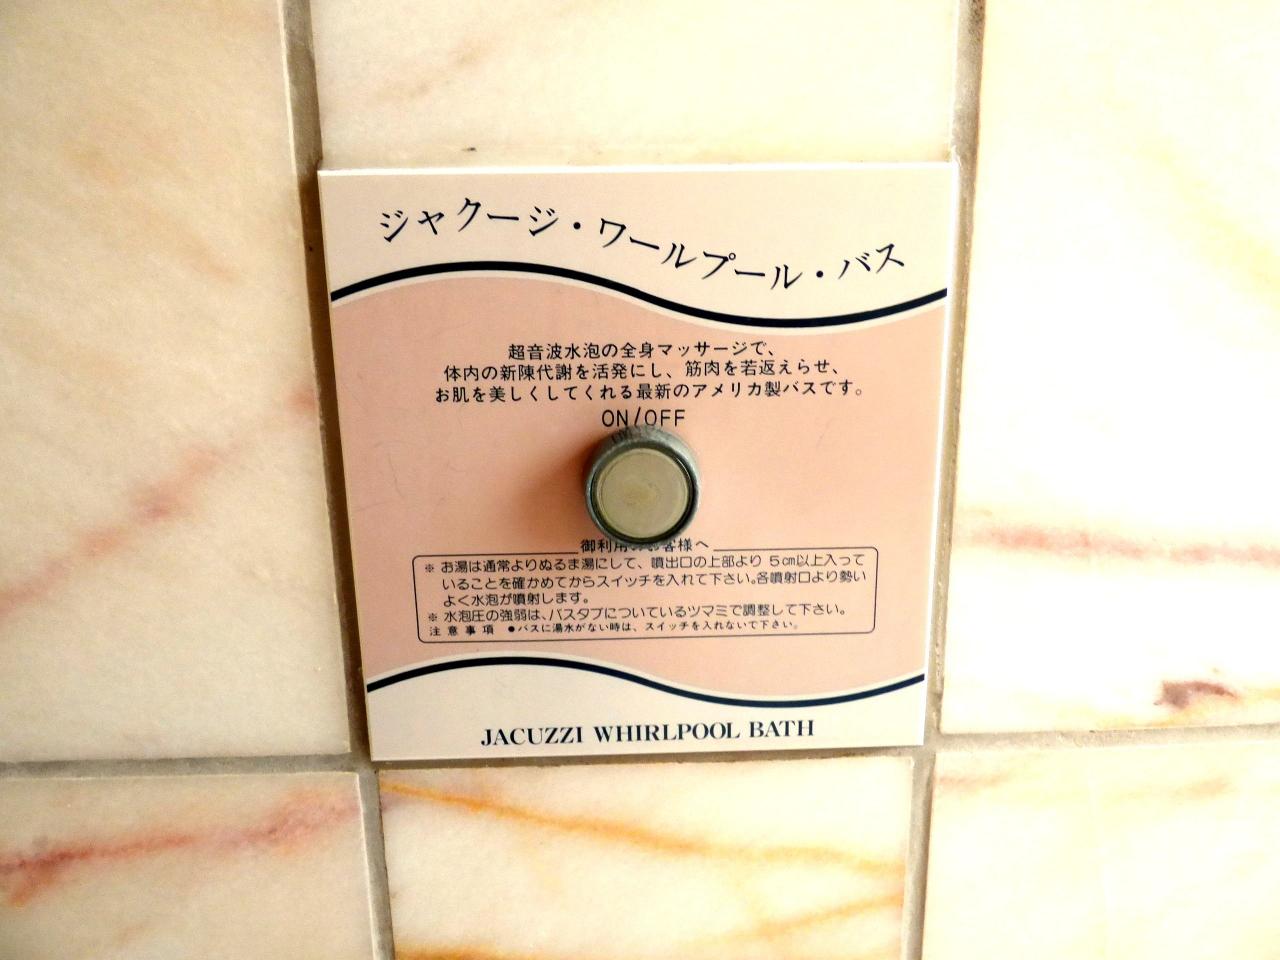 ジャクージ・ワールプール・バス
超音波水泡の全身マッサージで、
体内の新陳代謝を活発にし、筋肉を若返えらせ、
お肌を美しくしてくれる最新のアメリカ製バスです。
ON/OFF
御利用のお客様へ
※ お湯は通常よりぬるま湯にして、噴出口の上部より 5cm以上入って
いることを確かめてからスイッチを入れて下さい。各噴射口より勢い
よく水泡が噴射します。
※ 水泡圧の強弱は、バスタブについているツマミで調整して下さい。
注意事項 ●バスに湯水がない時は、スイッチを入れないで下さい。
JACUZZI WHIRLPOOL BATH